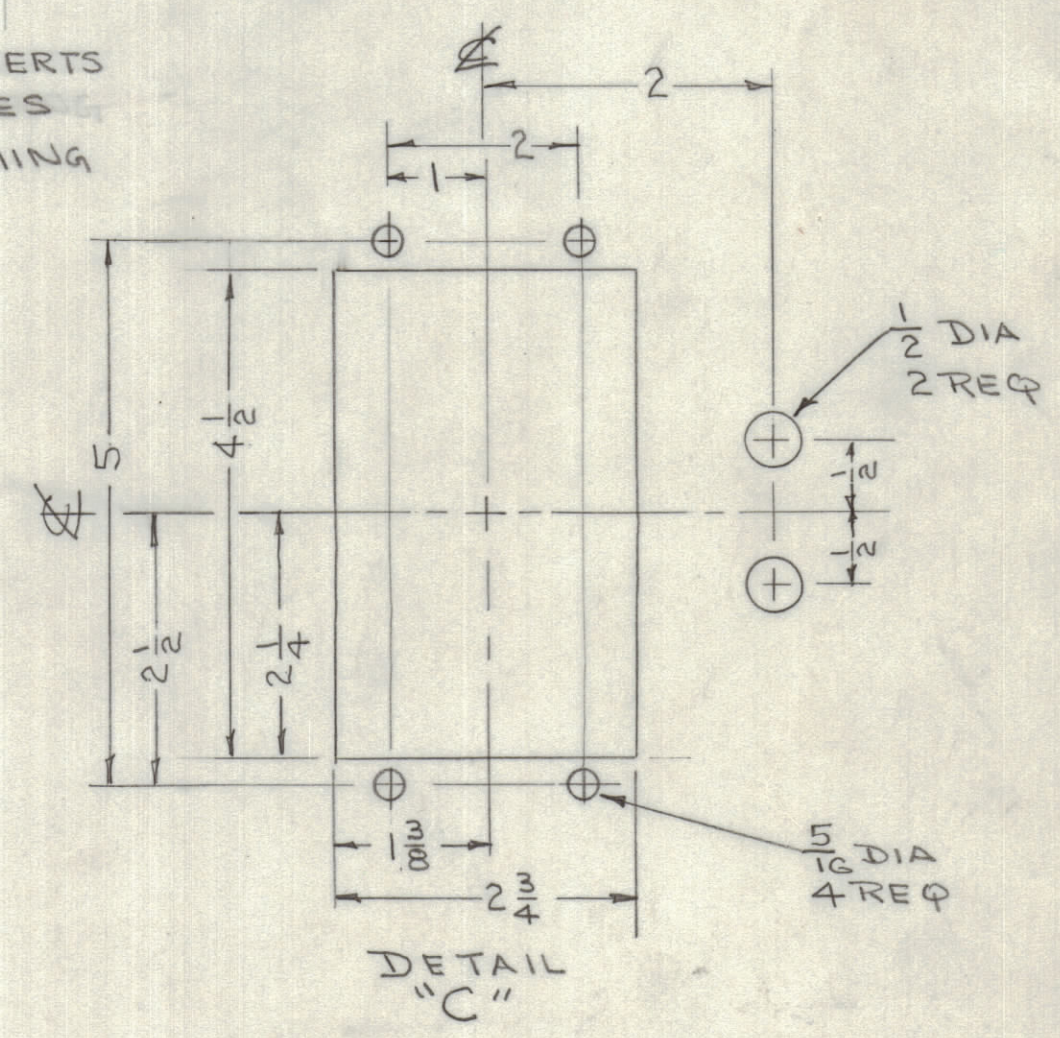 ERTS
ES
MING
℄
2
2
1
1/2 DIA
2 REQ
5
4 1/2
1/2
℄
1/2
2 1/2
2 1/4
1 3/8
5/16 DIA
4 REQ
2 3/4
DETAIL
"C"